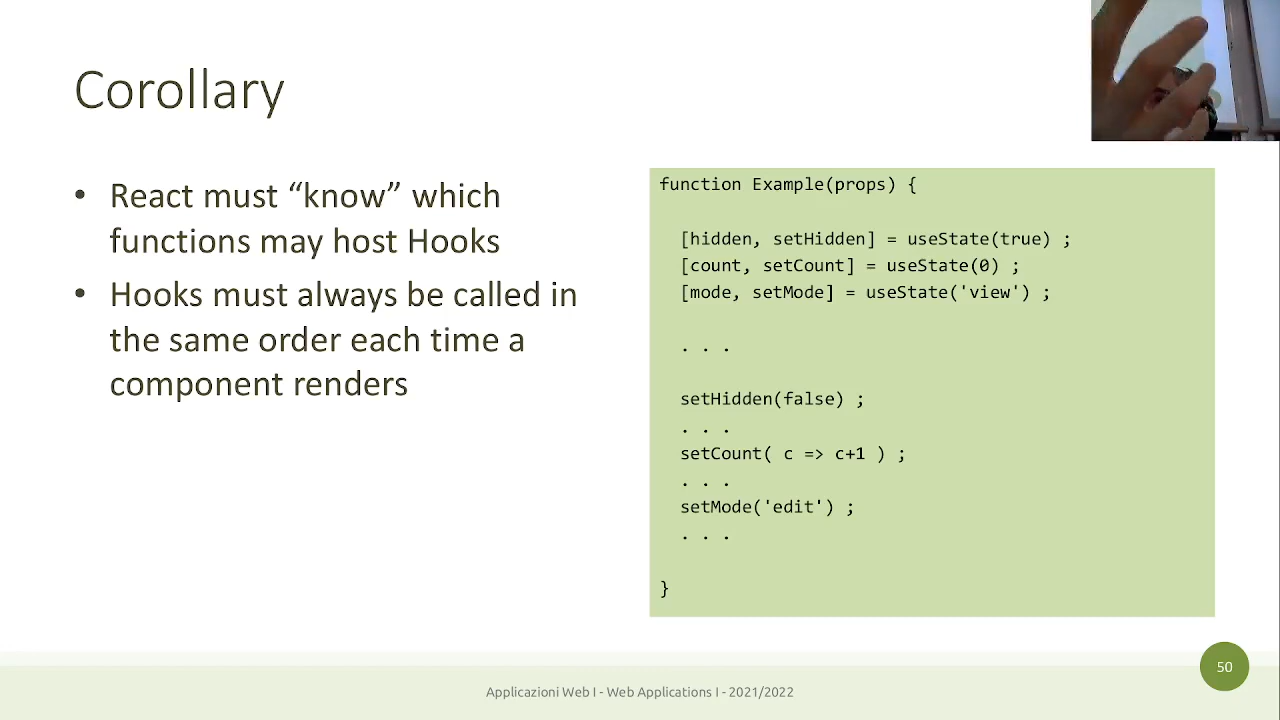 Corollary
• React must “know” which
functions may host Hooks
• Hooks must always be called in
the same order each time a
component renders
function Example(props) {
[hidden, setHidden] = useState(true) ;
[count, setCount] = useState(0) ;
[mode, setMode] = useState('view') ;
. . .
setHidden(false) ;
. . .
setCount( c => c+1 ) ;
. . .
setMode('edit') ;
. . .
}
50
Applicazioni Web I - Web Applications I - 2021/2022